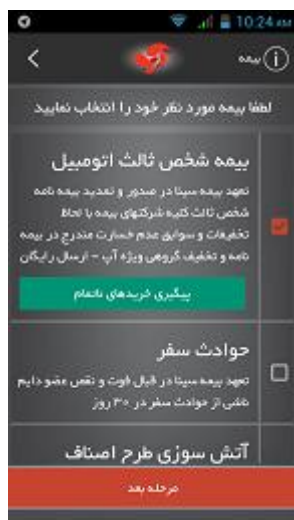 10:24 AM
بیمه
لطفا بیمه مورد نظر خود را انتخاب نمایید
بیمه شخص ثالث اتومبیل
تعهد بیمه سینا در صدور و تمدید بیمه نامه
شخص ثالث کلیه شرکتهای بیمه با لحاظ
تخفیفات و سوابق عدم خسارت مندرج در بیمه
نامه و تخفیف گروهی ویژه آپ - ارسال رایگان
پیگیری خریدهای ناتمام
حوادث سفر
تعهد بیمه سینا در قبال فوت و نقص عضو دایم
ناشی از حوادث سفر در ۳۰ روز
آتش سوزی طرح اصناف
مرحله بعد